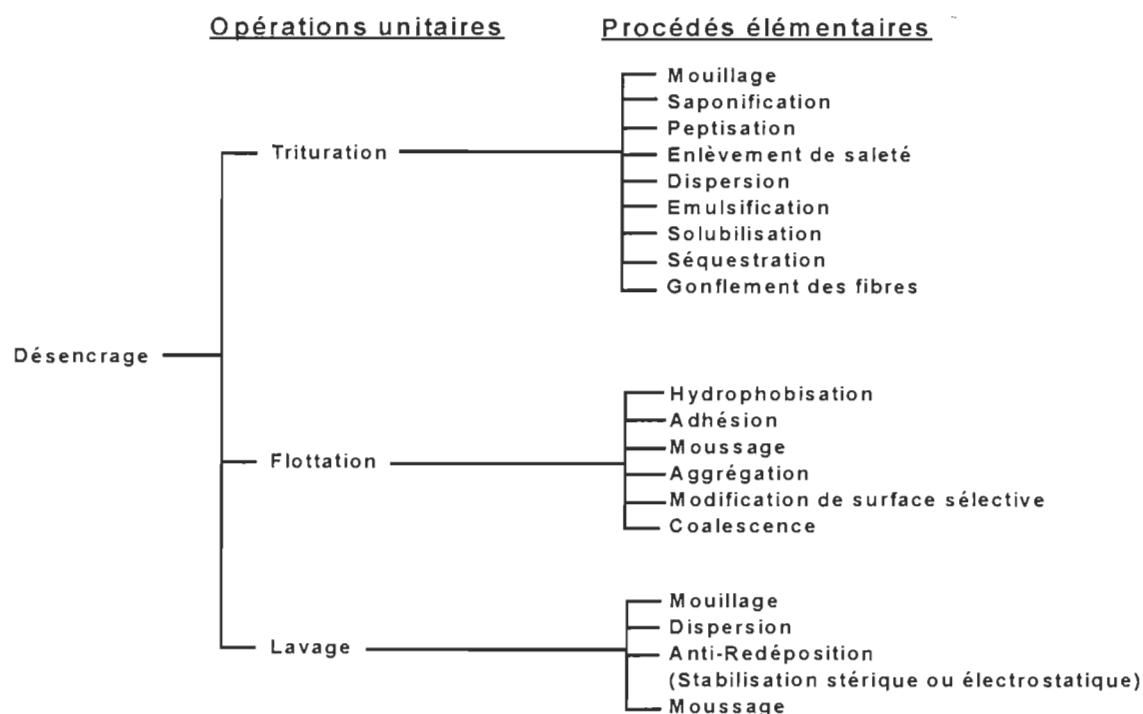 Opérations unitaires
Procédés élémentaires
Désencrage
Trituration
Mouillage
Saponification
Peptisation
Enlèvement de saleté
Dispersion
Emulsification
Solubilisation
Séquestration
Gonflement des fibres
Flottation
Hydrophobisation
Adhésion
Moussage
Aggrégation
Modification de surface sélective
Coalescence
Lavage
Mouillage
Dispersion
Anti-Redéposition
(Stabilisation stérique ou électrostatique)
Moussage